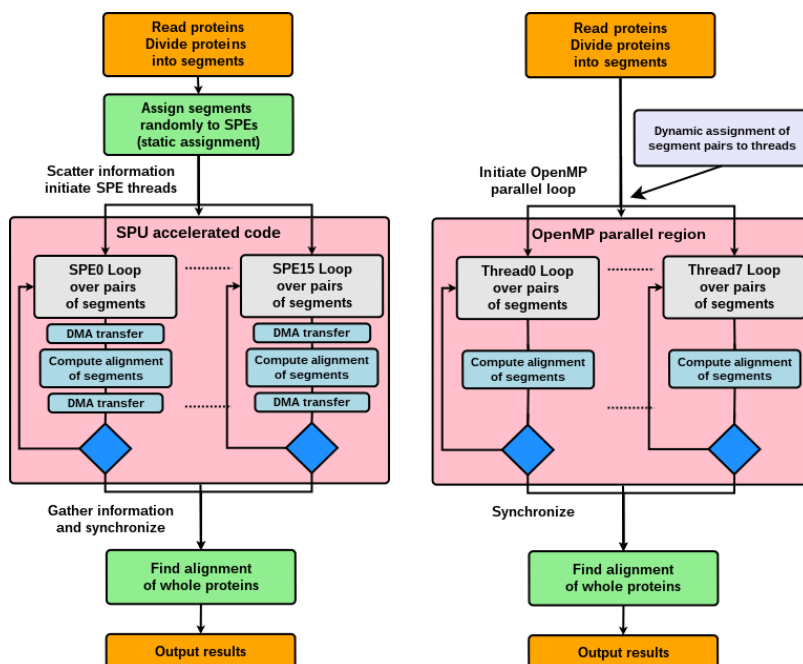 Read proteins
Divide proteins
into segments
Assign segments
randomly to SPEs
(static assignment)
Scatter information
initiate SPE threads
SPU accelerated code
SPE0 Loop
over pairs
of segments
SPE15 Loop
over pairs
of segments
DMA transfer
DMA transfer
Compute alignment
of segments
Compute alignment
of segments
DMA transfer
DMA transfer
Gather information
and synchronize
Find alignment
of whole proteins
Output results
Read proteins
Divide proteins
into segments
Dynamic assignment of
segment pairs to threads
Initiate OpenMP
parallel loop
OpenMP parallel region
Thread0 Loop
over pairs
of segments
Thread7 Loop
over pairs
of segments
Compute alignment
of segments
Compute alignment
of segments
Synchronize
Find alignment
of whole proteins
Output results